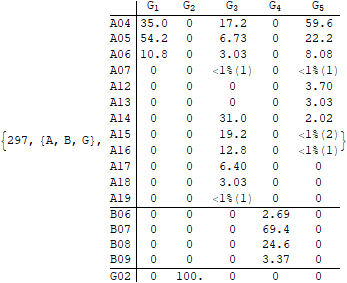 G₁ G₂ G₃ G₄ G₅
A04 35.0 0 17.2 0 59.6
A05 54.2 0 6.73 0 22.2
A06 10.8 0 3.03 0 8.08
A07 0 0 <1%(1) 0 <1%(1)
A12 0 0 0 0 3.70
A13 0 0 0 0 3.03
A14 0 0 31.0 0 2.02
{297, {A, B, G}, A15 0 0 19.2 0 <1%(2) }
A16 0 0 12.8 0 <1%(1)
A17 0 0 6.40 0 0
A18 0 0 3.03 0 0
A19 0 0 <1%(1) 0 0
B06 0 0 0 2.69 0
B07 0 0 0 69.4 0
B08 0 0 0 24.6 0
B09 0 0 0 3.37 0
G02 0 100. 0 0 0